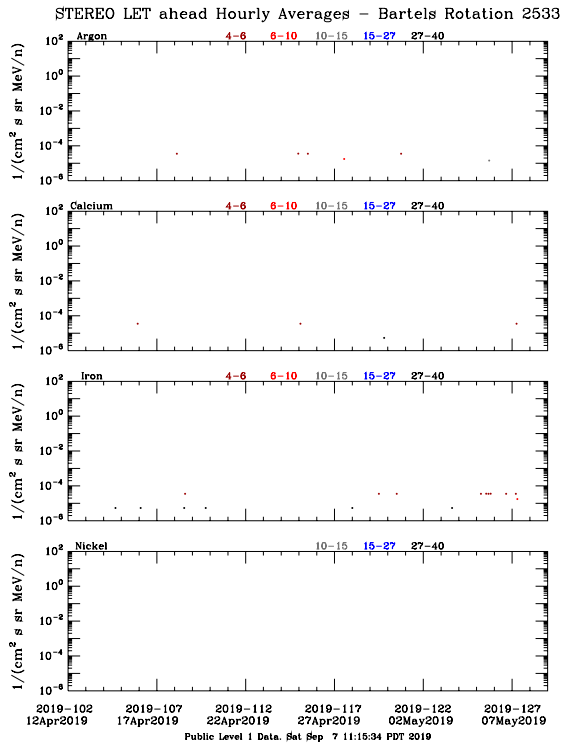 STEREO LET ahead Hourly Averages - Bartels Rotation 2533
Argon 4-6 6-10 10-15 15-27 27-40
10^2
10^0
10^-2
10^-4
10^-6
1/(cm^2 s sr MeV/n)
Calcium 4-6 6-10 10-15 15-27 27-40
10^2
10^0
10^-2
10^-4
10^-6
1/(cm^2 s sr MeV/n)
Iron 4-6 6-10 10-15 15-27 27-40
10^2
10^0
10^-2
10^-4
10^-6
1/(cm^2 s sr MeV/n)
Nickel 10-15 15-27 27-40
10^2
10^0
10^-2
10^-4
10^-6
1/(cm^2 s sr MeV/n)
2019-102 2019-107 2019-112 2019-117 2019-122 2019-127
12Apr2019 17Apr2019 22Apr2019 27Apr2019 02May2019 07May2019
Public Level 1 Data. Sat Sep 7 11:15:34 PDT 2019